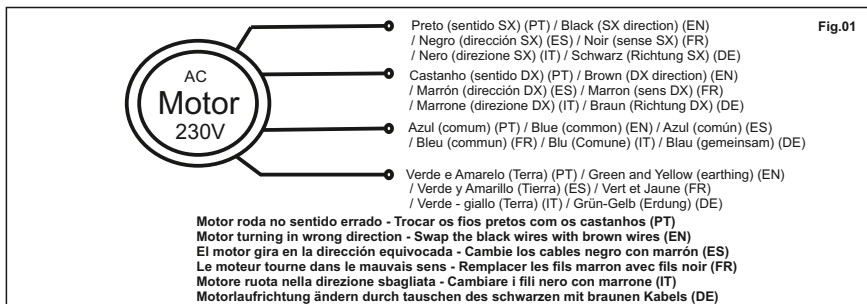 Fig.01
AC
Motor
230V
Preto (sentido SX) (PT) / Black (SX direction) (EN)
/ Negro (dirección SX) (ES) / Noir (sense SX) (FR)
/ Nero (direzione SX) (IT) / Schwarz (Richtung SX) (DE)
Castanho (sentido DX) (PT) / Brown (DX direction) (EN)
/ Marrón (dirección DX) (ES) / Marron (sens DX) (FR)
/ Marrone (direzione DX) (IT) / Braun (Richtung DX) (DE)
Azul (comum) (PT) / Blue (common) (EN) / Azul (común) (ES)
/ Bleu (commun) (FR) / Blu (Comune) (IT) / Blau (gemeinsam) (DE)
Verde e Amarelo (Terra) (PT) / Green and Yellow (earthing) (EN)
/ Verde y Amarillo (Tierra) (ES) / Vert et Jaune (FR)
/ Verde - giallo (Terra) (IT) / Grün-Gelb (Erdung) (DE)
Motor roda no sentido errado - Trocar os fios pretos com os castanhos (PT)
Motor turning in wrong direction - Swap the black wires with brown wires (EN)
El motor gira en la dirección equivocada - Cambie los cables negro con marrón (ES)
Le moteur tourne dans le mauvais sens - Remplacer les fils marron avec fils noir (FR)
Motore ruota nella direzione sbagliata - Cambiare i fili nero con marrone (IT)
Motorlaufrichtung ändern durch tauschen des schwarzen mit braunen Kabels (DE)